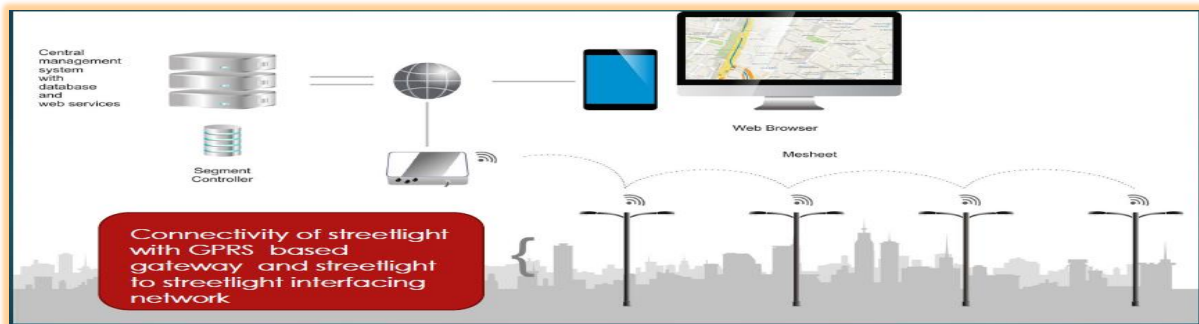 Central
management
system
with
database
and
web services
Segment
Controller
Web Browser
Mesheet
Connectivity of streetlight
with GPRS based
gateway and streetlight
to streetlight interfacing
network